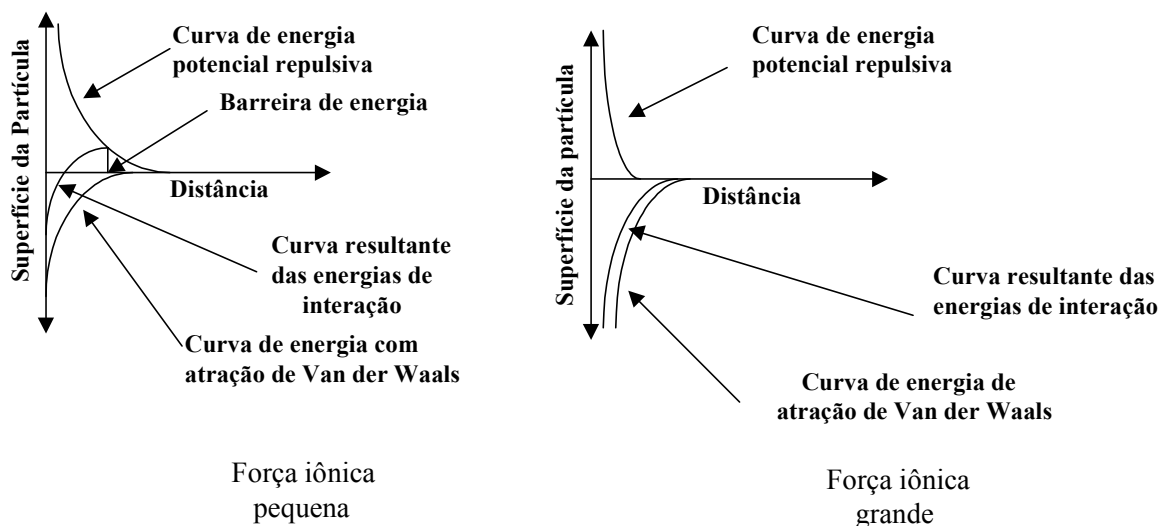 Curva de energia
potencial repulsiva
Barreira de energia
Superfície da Partícula
Distância
Curva resultante
das energias de
interação
Curva de energia com
atração de Van der Waals
Força iônica
pequena
Curva de energia
potencial repulsiva
Superfície da partícula
Distância
Curva resultante das
energias de interação
Curva de energia de
atração de Van der Waals
Força iônica
grande